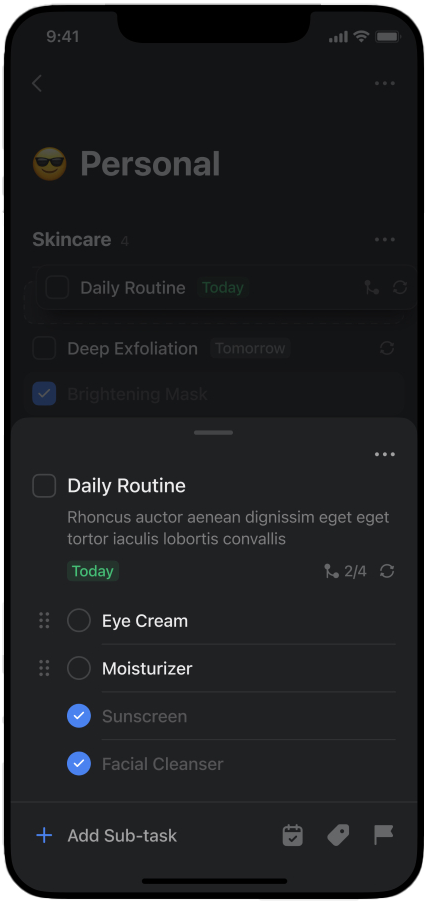 9:41
😎 Personal
Skincare 4
Daily Routine Today
Deep Exfoliation Tomorrow
Brightening Mask
Daily Routine
Rhoncus auctor aenean dignissim eget eget
tortor iaculis lobortis convallis
Today 2/4
Eye Cream
Moisturizer
Sunscreen
Facial Cleanser
Add Sub-task